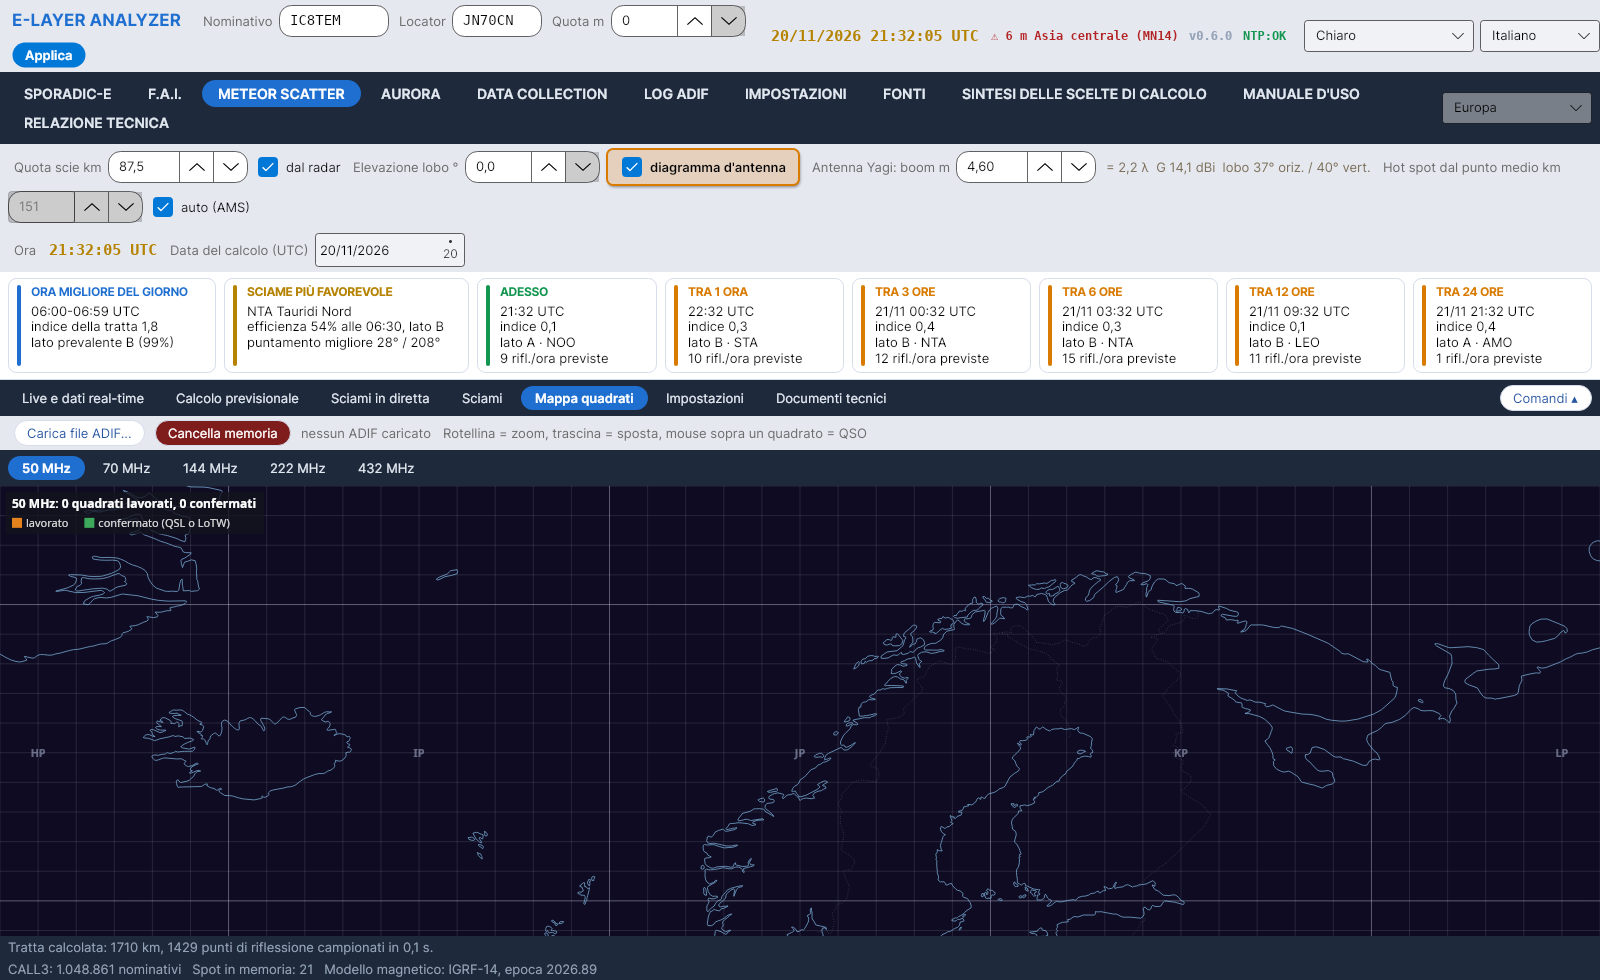 E-LAYER ANALYZER Nominativo IC8TEM Locator JN70CN Quota m 0
20/11/2026 21:32:05 UTC ⚠ 6 m Asia centrale (MN14) v0.6.0 NTP:OK Chiaro Italiano
Applica
SPORADIC-E F.A.I. METEOR SCATTER AURORA DATA COLLECTION LOG ADIF IMPOSTAZIONI FONTI SINTESI DELLE SCELTE DI CALCOLO MANUALE D'USO
RELAZIONE TECNICA
Europa
Quota scie km 87,5 dal radar Elevazione lobo ° 0,0 diagramma d'antenna Antenna Yagi: boom m 4,60 = 2,2 λ G 14,1 dBi lobo 37° oriz. / 40° vert. Hot spot dal punto medio km
151 auto (AMS)
Ora 21:32:05 UTC Data del calcolo (UTC) 20/11/2026 20
ORA MIGLIORE DEL GIORNO
06:00-06:59 UTC
indice della tratta 1,8
lato prevalente B (99%)
SCIAME PIÙ FAVOREVOLE
NTA Tauridi Nord
efficienza 54% alle 06:30, lato B
puntamento migliore 28° / 208°
ADESSO
21:32 UTC
indice 0,1
lato A · NOO
9 rifl./ora previste
TRA 1 ORA
22:32 UTC
indice 0,3
lato B · STA
10 rifl./ora previste
TRA 3 ORE
21/11 00:32 UTC
indice 0,4
lato B · NTA
12 rifl./ora previste
TRA 6 ORE
21/11 03:32 UTC
indice 0,3
lato B · NTA
15 rifl./ora previste
TRA 12 ORE
21/11 09:32 UTC
indice 0,1
lato B · LEO
11 rifl./ora previste
TRA 24 ORE
21/11 21:32 UTC
indice 0,4
lato A · AMO
1 rifl./ora previste
Live e dati real-time Calcolo previsionale Sciami in diretta Sciami Mappa quadrati Impostazioni Documenti tecnici Comandi ▴
Carica file ADIF... Cancella memoria nessun ADIF caricato Rotellina = zoom, trascina = sposta, mouse sopra un quadrato = QSO
50 MHz 70 MHz 144 MHz 222 MHz 432 MHz
50 MHz: 0 quadrati lavorati, 0 confermati
lavorato confermato (QSL o LoTW)
HP IP JP KP LP
Tratta calcolata: 1710 km, 1429 punti di riflessione campionati in 0,1 s.
CALL3: 1.048.861 nominativi Spot in memoria: 21 Modello magnetico: IGRF-14, epoca 2026.89